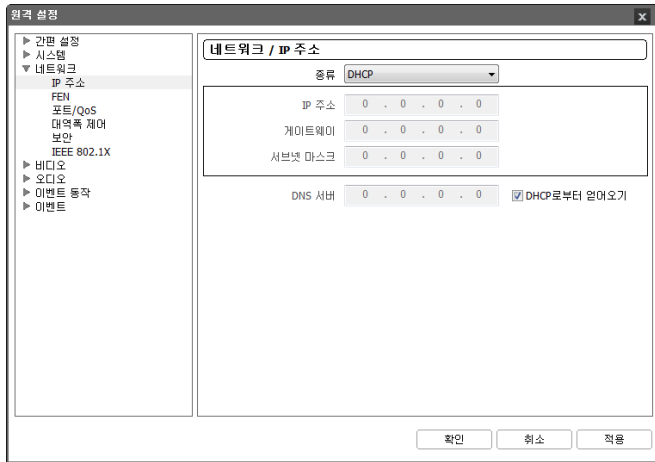 원격 설정
간편 설정
시스템
네트워크
IP 주소
FEN
포트/QoS
대역폭 제어
보안
IEEE 802.1X
비디오
오디오
이벤트 동작
이벤트
네트워크 / IP 주소
종류 DHCP
IP 주소 0 . 0 . 0 . 0
게이트웨이 0 . 0 . 0 . 0
서브넷 마스크 0 . 0 . 0 . 0
DNS 서버 0 . 0 . 0 . 0 DHCP로부터 얻어오기
확인 취소 적용